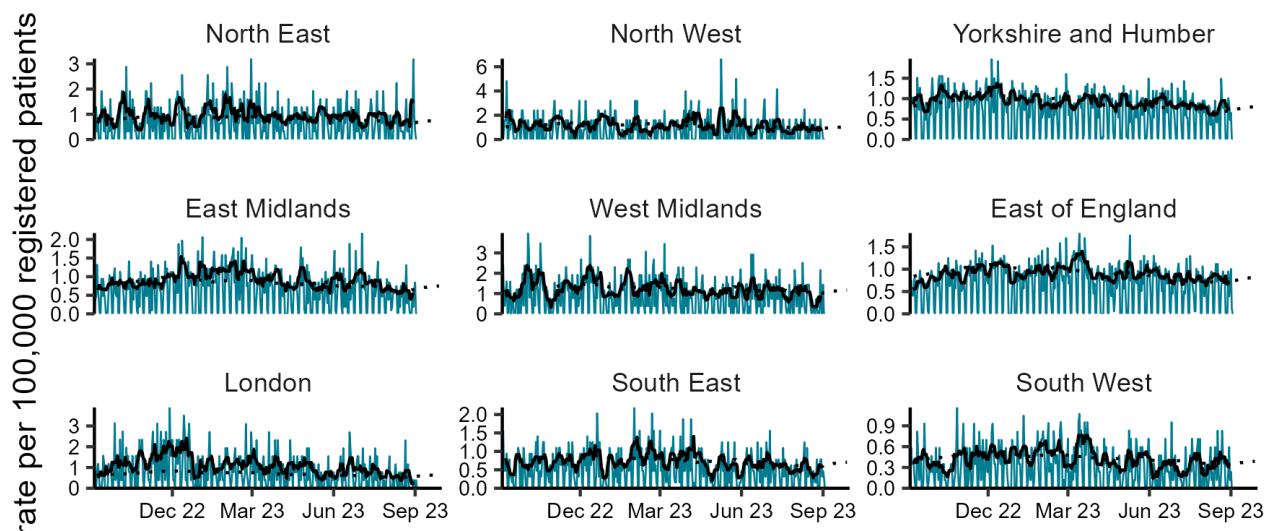 rate per 100,000 registered patients
North East
North West
Yorkshire and Humber
3
2
1
0
6
4
2
0
1.5
1.0
0.5
0.0
East Midlands
West Midlands
East of England
2.0
1.5
1.0
0.5
0.0
3
2
1
0
1.5
1.0
0.5
0.0
London
South East
South West
3
2
1
0
2.0
1.5
1.0
0.5
0.0
0.9
0.6
0.3
0.0
Dec 22 Mar 23 Jun 23 Sep 23
Dec 22 Mar 23 Jun 23 Sep 23
Dec 22 Mar 23 Jun 23 Sep 23